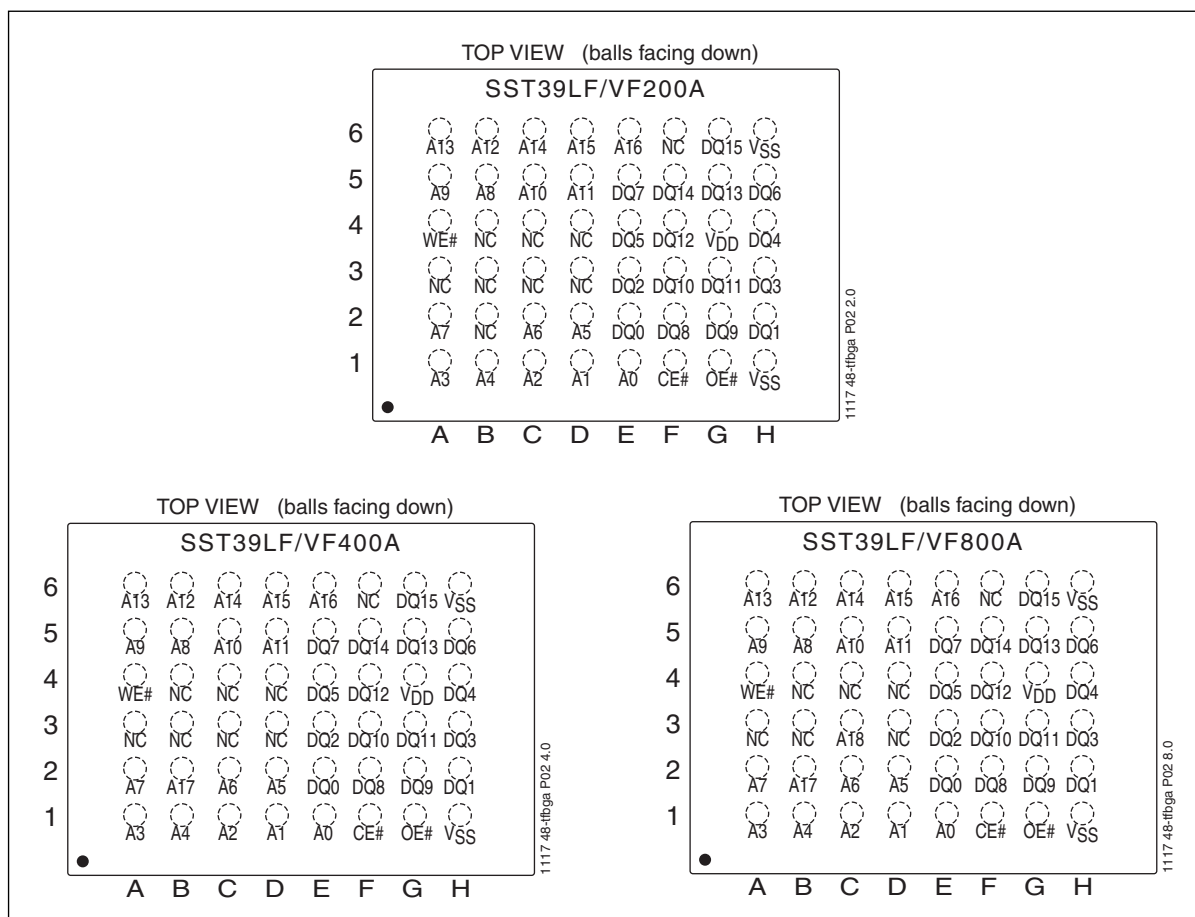 TOP VIEW (balls facing down)
SST39LF/VF200A
6 A13 A12 A14 A15 A16 NC DQ15 VSS
5 A9 A8 A10 A11 DQ7 DQ14 DQ13 DQ6
4 WE# NC NC NC DQ5 DQ12 VDD DQ4
3 NC NC NC NC DQ2 DQ10 DQ11 DQ3
2 A7 NC A6 A5 DQ0 DQ8 DQ9 DQ1
1 A3 A4 A2 A1 A0 CE# OE# VSS
A B C D E F G H
1117 48-tfbga P02 2.0
TOP VIEW (balls facing down)
SST39LF/VF400A
6 A13 A12 A14 A15 A16 NC DQ15 VSS
5 A9 A8 A10 A11 DQ7 DQ14 DQ13 DQ6
4 WE# NC NC NC DQ5 DQ12 VDD DQ4
3 NC NC NC NC DQ2 DQ10 DQ11 DQ3
2 A7 A17 A6 A5 DQ0 DQ8 DQ9 DQ1
1 A3 A4 A2 A1 A0 CE# OE# VSS
A B C D E F G H
1117 48-tfbga P02 4.0
TOP VIEW (balls facing down)
SST39LF/VF800A
6 A13 A12 A14 A15 A16 NC DQ15 VSS
5 A9 A8 A10 A11 DQ7 DQ14 DQ13 DQ6
4 WE# NC NC NC DQ5 DQ12 VDD DQ4
3 NC NC A18 NC DQ2 DQ10 DQ11 DQ3
2 A7 A17 A6 A5 DQ0 DQ8 DQ9 DQ1
1 A3 A4 A2 A1 A0 CE# OE# VSS
A B C D E F G H
1117 48-tfbga P02 8.0